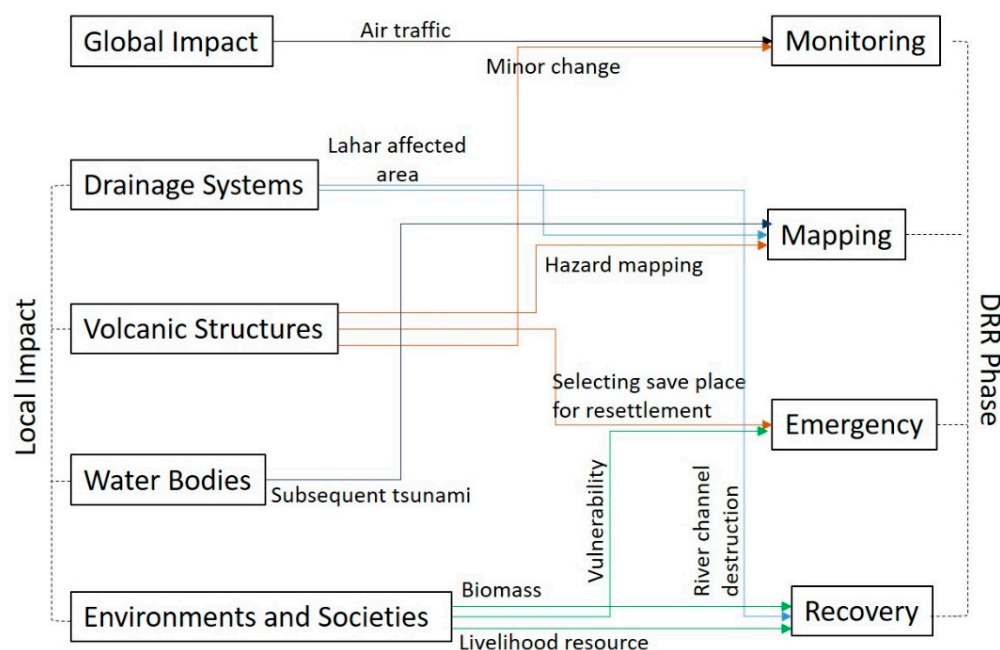 Global Impact
Air traffic
Monitoring
Minor change
Lahar affected
area
Drainage Systems
Mapping
Hazard mapping
Local Impact
Volcanic Structures
DRR Phase
Selecting save place
for resettlement
Emergency
Water Bodies
Subsequent tsunami
Vulnerability
River channel
destruction
Biomass
Environments and Societies
Recovery
Livelihood resource